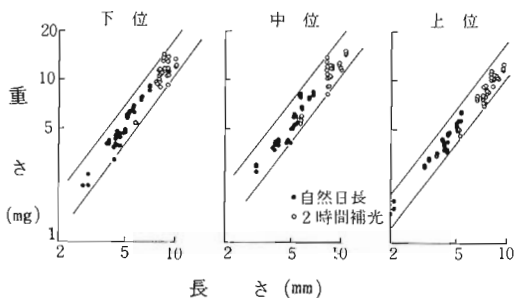 下 位
中 位
上 位
20
10
5
1
重 さ (mg)
• 自然日長
○ 2時間補光
2 5 10
2 5 10
2 5 10
長 さ (mm)